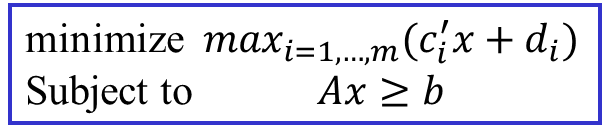 minimize max_{i=1,…,m}(c_i'x + d_i)
Subject to Ax ≥ b